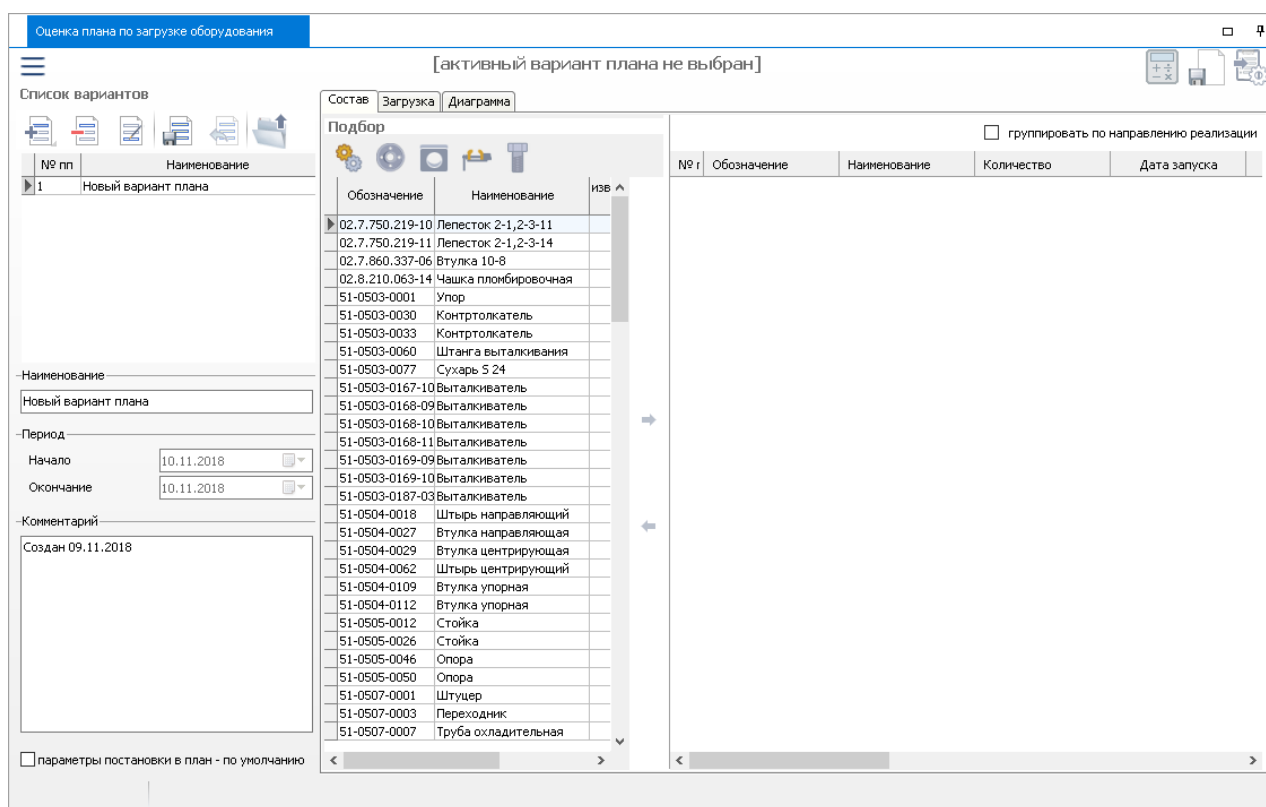 Оценка плана по загрузке оборудования
[активный вариант плана не выбран]
Список вариантов
№ пп Наименование
1 Новый вариант плана
Наименование
Новый вариант плана
Период
Начало 10.11.2018
Окончание 10.11.2018
Комментарий
Создан 09.11.2018
параметры постановки в план - по умолчанию
Состав Загрузка Диаграмма
Подбор
Обозначение Наименование изв
02.7.750.219-10 Лепесток 2-1,2-3-11
02.7.750.219-11 Лепесток 2-1,2-3-14
02.7.860.337-06 Втулка 10-8
02.8.210.063-14 Чашка пломбировочная
51-0503-0001 Упор
51-0503-0030 Контртолкатель
51-0503-0033 Контртолкатель
51-0503-0060 Штанга выталкивания
51-0503-0077 Сухарь S 24
51-0503-0167-10 Выталкиватель
51-0503-0168-09 Выталкиватель
51-0503-0168-10 Выталкиватель
51-0503-0168-11 Выталкиватель
51-0503-0169-09 Выталкиватель
51-0503-0169-10 Выталкиватель
51-0503-0187-03 Выталкиватель
51-0504-0018 Штырь направляющий
51-0504-0027 Втулка направляющая
51-0504-0029 Втулка центрирующая
51-0504-0062 Штырь центрирующий
51-0504-0109 Втулка упорная
51-0504-0112 Втулка упорная
51-0505-0012 Стойка
51-0505-0026 Стойка
51-0505-0046 Опора
51-0505-0050 Опора
51-0507-0001 Штуцер
51-0507-0003 Переходник
51-0507-0007 Труба охладительная
группировать по направлению реализации
№ г Обозначение Наименование Количество Дата запуска